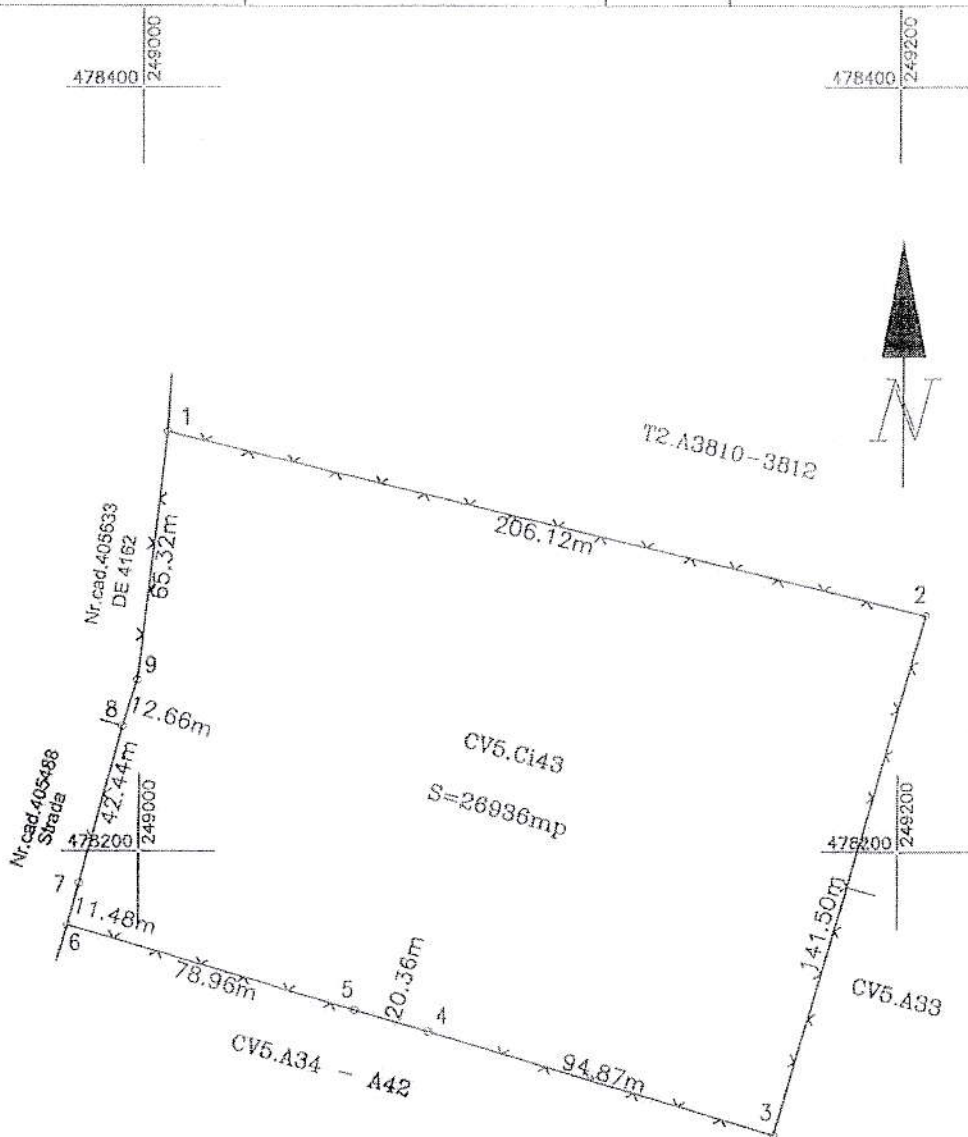 249000
478400
249200
478400
N
1
T2.A3810-3812
Nr.cad.405633
DE 4162
65.32m
206.12m
2
9
8
12.66m
CV5.Ci43
S=26936mp
Nr.cad.405488
Strada
42.44m
249000
478200
249200
478200
7
11.48m
6
141.50m
78.96m
5
20.36m
4
CV5.A33
CV5.A34 - A42
94.87m
3